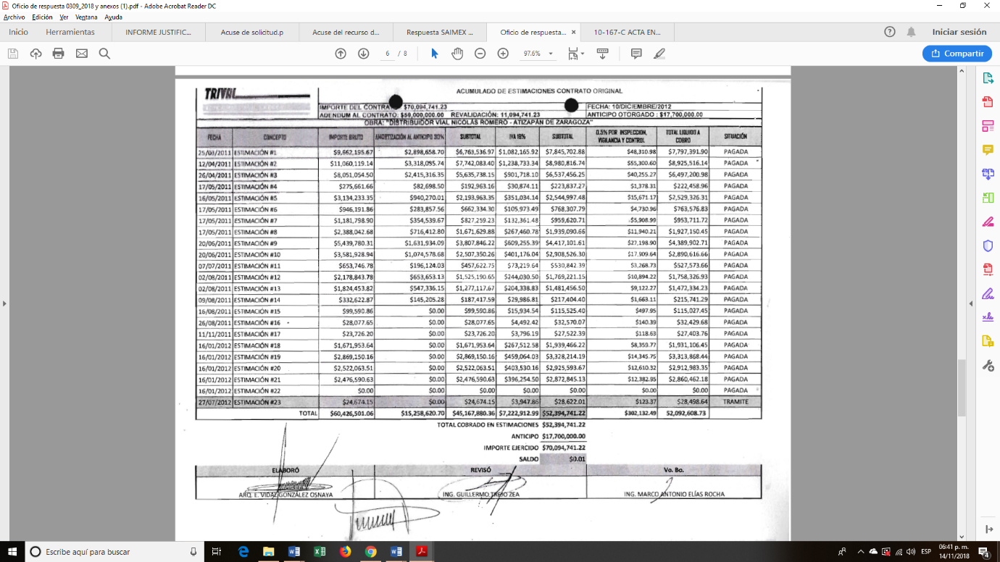 Oficio de respuesta 0309_2018 y anexos (1).pdf - Adobe Acrobat Reader DC
Archivo Edición Ver Ventana Ayuda
Inicio Herramientas INFORME JUSTIFIC... Acuse de solicitud.p Acuse del recurso d... Respuesta SAIMEX ... Oficio de respuesta... × 10-167-C ACTA EN... Iniciar sesión
6 / 8 97.6% Compartir
TRIVAL ACUMULADO DE ESTIMACIONES CONTRATO ORIGINAL
IMPORTE DEL CONTRATO $70,094,741.23 FECHA: 10/DICIEMBRE/2012
ADENDUM AL CONTRATO: $59,000,000.00 REVALIDACIÓN: 11,094,741.23 ANTICIPO OTORGADO : $17,700,000.00
OBRA: "DISTRIBUIDOR VIAL NICOLÁS ROMERO - ATIZAPÁN DE ZARAGOZA"
FECHA CONCEPTO IMPORTE BRUTO AMORTIZACIÓN AL ANTICIPO 30% SUBTOTAL IVA 16% SUBTOTAL 0.5% POR INSPECCION, VIGILANCIA Y CONTROL TOTAL LIQUIDO A COBRO SITUACIÓN
25/03/2011 ESTIMACIÓN #1 $9,662,195.67 $2,898,658.70 $6,763,536.97 $1,082,165.92 $7,845,702.88 $48,310.98 $7,797,391.90 PAGADA
12/04/2011 ESTIMACIÓN #2 $11,060,119.14 $3,318,035.74 $7,742,083.40 $1,238,733.34 $8,980,816.74 $55,300.60 $8,925,516.14 PAGADA
26/04/2011 ESTIMACIÓN #3 $8,051,054.50 $2,415,316.35 $5,635,738.15 $901,718.10 $6,537,456.25 $40,255.27 $6,497,200.98 PAGADA
17/05/2011 ESTIMACIÓN #4 $275,661.66 $82,698.50 $192,963.16 $30,874.11 $223,837.27 $1,378.31 $222,458.96 PAGADA
16/05/2011 ESTIMACIÓN #5 $3,134,233.35 $940,270.01 $2,193,963.35 $351,034.14 $2,544,997.48 $15,671.17 $2,529,326.31 PAGADA
17/05/2011 ESTIMACIÓN #6 $946,191.86 $283,857.56 $662,334.30 $105,973.49 $768,307.79 $4,730.96 $763,576.83 PAGADA
17/05/2011 ESTIMACIÓN #7 $1,181,798.90 $354,539.67 $827,259.23 $132,361.48 $959,620.71 $5,908.99 $953,711.72 PAGADA
17/05/2011 ESTIMACIÓN #8 $2,388,042.68 $716,412.80 $1,671,629.88 $267,460.78 $1,939,090.66 $11,940.21 $1,927,150.45 PAGADA
20/06/2011 ESTIMACIÓN #9 $5,439,780.31 $1,631,934.09 $3,807,846.22 $609,255.39 $4,417,101.61 $27,198.90 $4,389,902.71 PAGADA
20/06/2011 ESTIMACIÓN #10 $3,581,928.94 $1,074,578.68 $2,507,350.26 $401,176.04 $2,908,526.30 $17,909.64 $2,890,616.66 PAGADA
07/07/2011 ESTIMACIÓN #11 $653,746.78 $196,124.03 $457,622.75 $73,219.64 $530,842.39 $3,268.73 $527,573.66 PAGADA
02/08/2011 ESTIMACIÓN #12 $2,178,843.78 $653,653.13 $1,525,190.65 $244,030.50 $1,769,221.15 $10,894.22 $1,758,326.93 PAGADA
02/08/2011 ESTIMACIÓN #13 $1,824,453.82 $547,336.15 $1,277,117.67 $204,338.83 $1,481,456.50 $9,122.27 $1,472,334.23 PAGADA
09/08/2011 ESTIMACIÓN #14 $332,622.87 $145,205.28 $187,417.59 $29,986.81 $217,404.40 $1,663.11 $215,741.29 PAGADA
16/08/2011 ESTIMACIÓN #15 $99,590.86 $0.00 $99,590.86 $15,934.54 $115,525.40 $497.95 $115,027.45 PAGADA
26/08/2011 ESTIMACIÓN #16 $28,077.65 $0.00 $28,077.65 $4,492.42 $32,570.07 $140.39 $32,429.68 PAGADA
11/11/2011 ESTIMACIÓN #17 $23,726.20 $0.00 $23,726.20 $3,796.19 $27,522.39 $118.63 $27,403.76 PAGADA
16/01/2012 ESTIMACIÓN #18 $1,671,953.64 $0.00 $1,671,953.64 $267,512.58 $1,939,466.22 $8,359.77 $1,931,106.45 PAGADA
16/01/2012 ESTIMACIÓN #19 $2,869,150.16 $0.00 $2,869,150.16 $459,064.03 $3,328,214.19 $14,345.75 $3,313,868.44 PAGADA
16/01/2012 ESTIMACIÓN #20 $2,522,063.51 $0.00 $2,522,063.51 $403,530.16 $2,925,593.67 $12,610.32 $2,912,983.35 PAGADA
16/01/2012 ESTIMACIÓN #21 $2,476,590.63 $0.00 $2,476,590.63 $396,254.50 $2,872,845.13 $12,382.95 $2,860,462.18 PAGADA
16/01/2012 ESTIMACIÓN #22 $0.00 $0.00 $0.00 $0.00 $0.00 $0.00 $0.00 PAGADA
27/07/2012 ESTIMACIÓN #23 $24,674.15 $0.00 $24,674.15 $3,947.86 $28,622.01 $123.37 $28,498.64 TRAMITE
TOTAL $60,426,501.06 $15,258,620.70 $45,167,880.36 $7,222,912.99 $52,394,741.22 $302,132.49 52,092,608.73
TOTAL COBRADO EN ESTIMACIONES $52,394,741.22
ANTICIPO $17,700,000.00
IMPORTE EJERCIDO $70,094,741.22
SALDO $0.01
ELABORÓ REVISÓ Vo. Bo.
ARQ. E. VIDAL GONZÁLEZ OSNAYA ING. GUILLERMO TREJO ZEA ING. MARCO ANTONIO ELÍAS ROCHA
Escribe aquí para buscar ESP 06:41 p. m.
14/11/2018 4